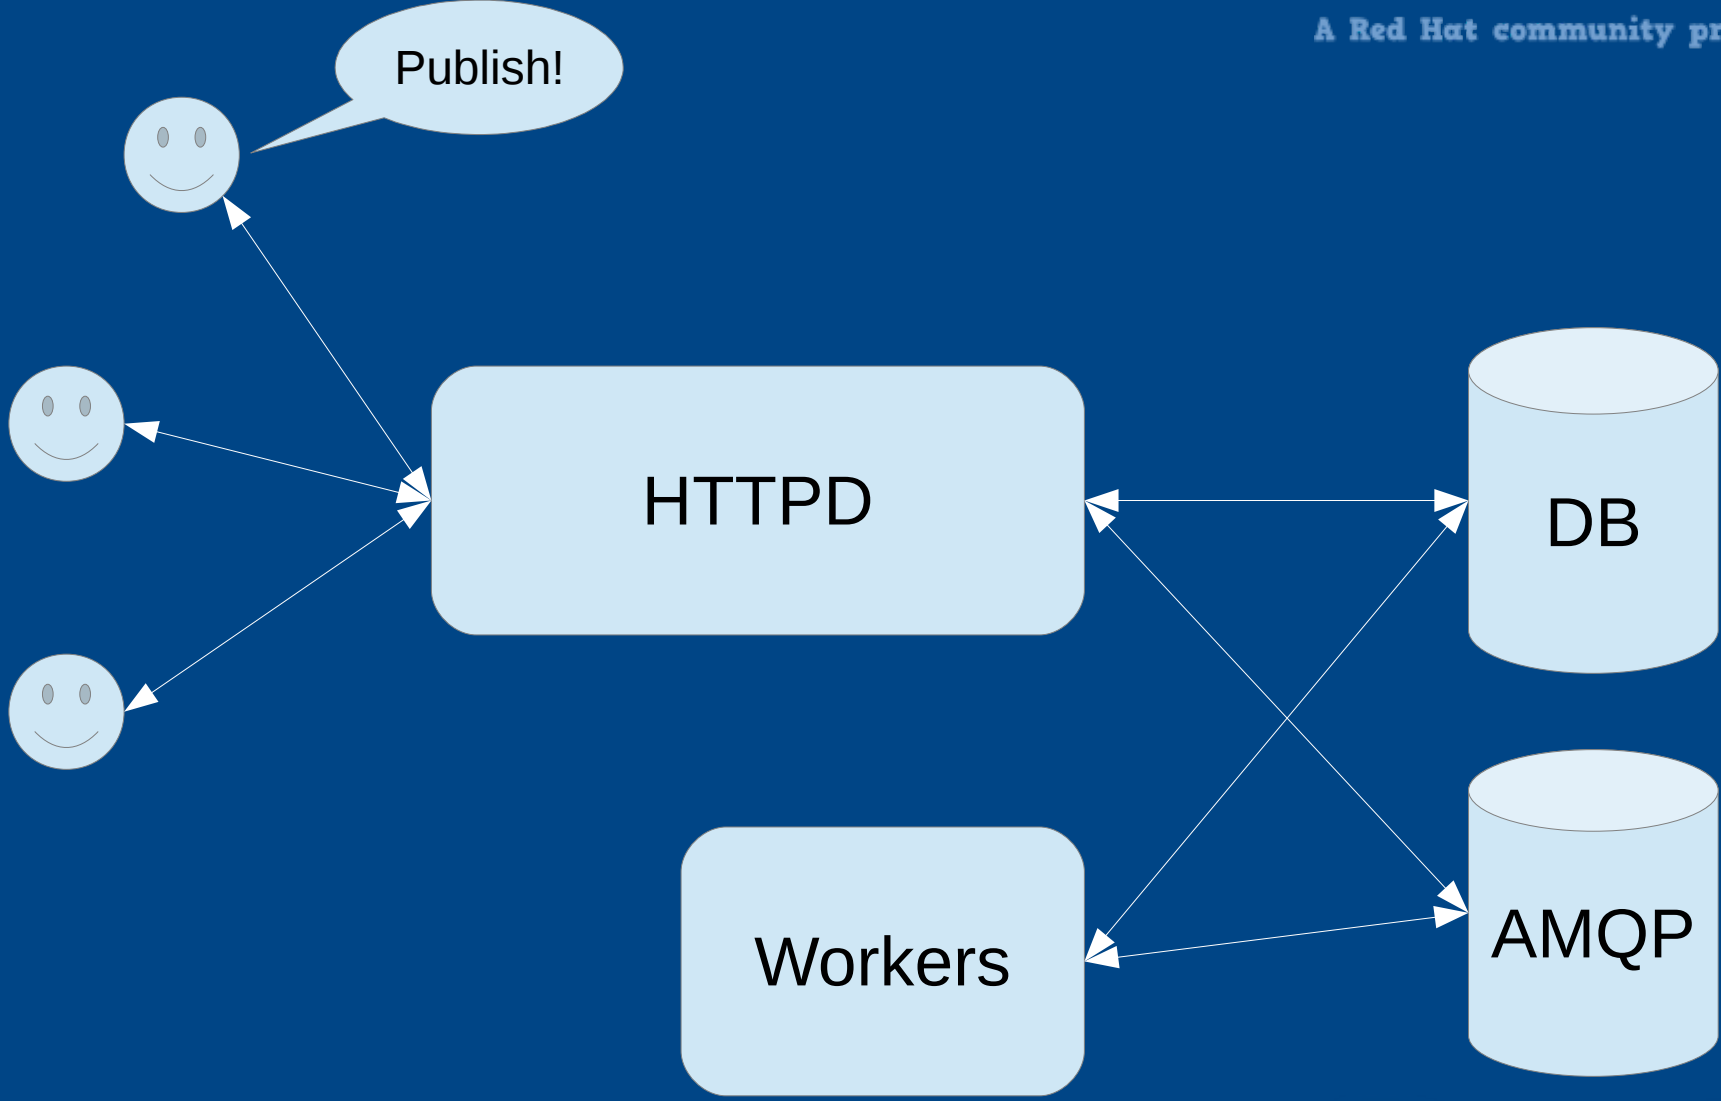 A Red Hat community
Publish!
HTTPD
DB
Workers
AMQP